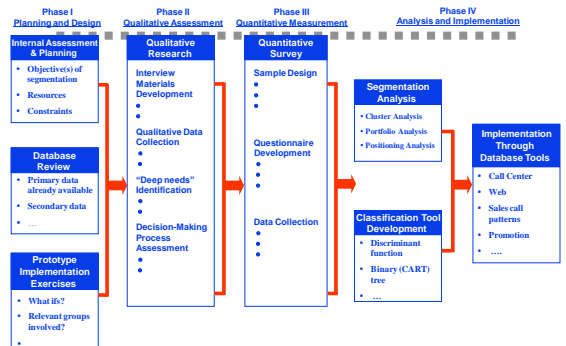 Phase I
Planning and Design
Phase II
Qualitative Assessment
Phase III
Quantitative Measurement
Phase IV
Analysis and Implementation
Internal Assessment
& Planning
• Objective(s) of
segmentation
• Resources
• Constraints
Database
Review
• Primary data
already available
• Secondary data
• …
Prototype
Implementation
Exercises
• What ifs?
• Relevant groups
involved?
•
Qualitative
Research
Interview
Materials
Development
•
•
Qualitative Data
Collection
•
•
“Deep needs”
Identification
•
•
Decision-Making
Process
Assessment
•
•
Quantitative
Survey
Sample Design
•
•
•
Questionnaire
Development
•
•
•
Data Collection
•
•
•
Segmentation
Analysis
• Cluster Analysis
• Portfolio Analysis
• Positioning Analysis
Classification Tool
Development
• Discriminant
function
• Binary (CART)
tree
• …
Implementation
Through
Database Tools
• Call Center
• Web
• Sales call
patterns
• Promotion
• ….